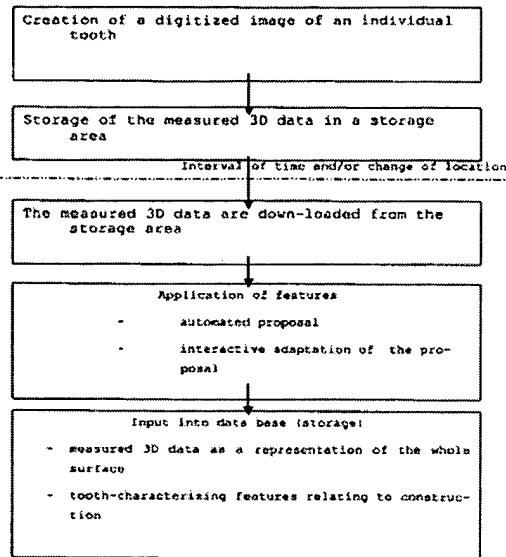 Creation of a digitized image of an individual
tooth
Storage of the measured 3D data in a storage
area
Interval of time and/or change of location
The measured 3D data are down-loaded from the
storage area
Application of features
- automated proposal
- interactive adaptation of the pro-
posal
Input into data base (storage)
- measured 3D data as a representation of the whole
surface
- tooth-characterizing features relating to construc-
tion